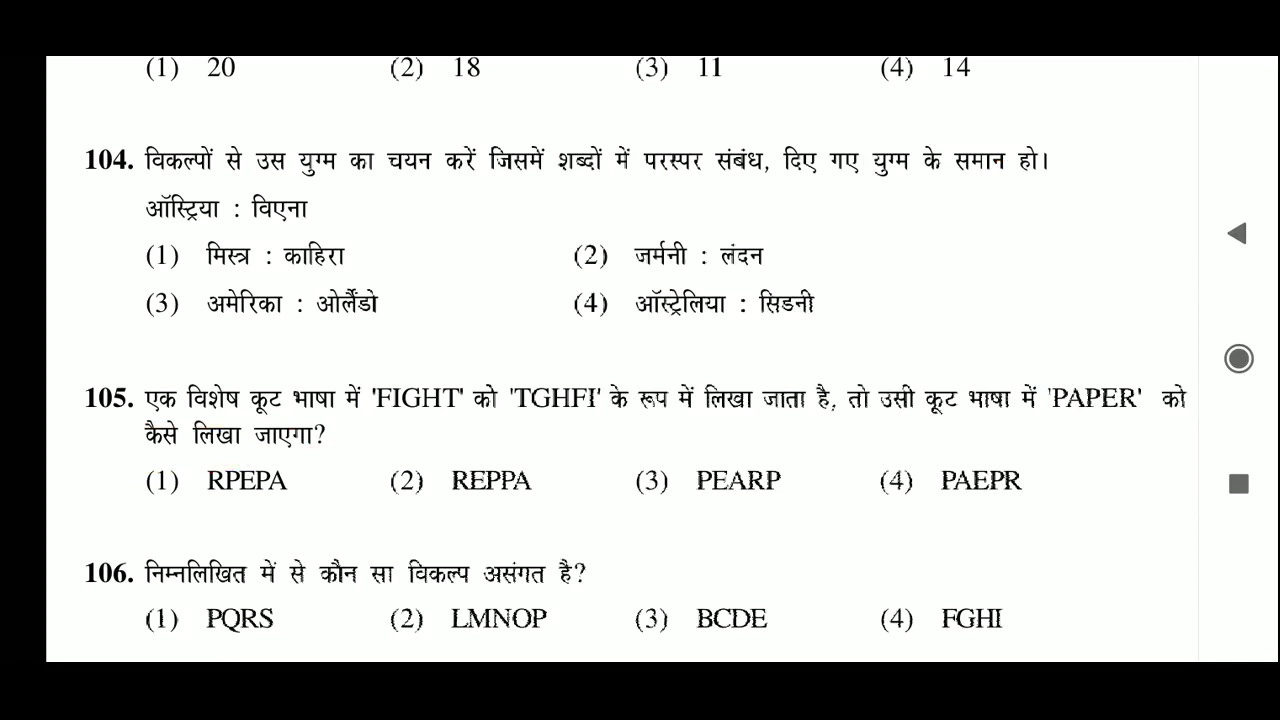 (1) 20 (2) 18 (3) 11 (4) 14
104. विकल्पों से उस युग्म का चयन करें जिसमें शब्दों में परस्पर संबंध, दिए गए युग्म के समान हो।
ऑस्ट्रिया : विएना
(1) मिस्त्र : काहिरा (2) जर्मनी : लंदन
(3) अमेरिका : ओर्लैंडो (4) ऑस्ट्रेलिया : सिडनी
105. एक विशेष कूट भाषा में 'FIGHT' को 'TGHFI' के रूप में लिखा जाता है, तो उसी कूट भाषा में 'PAPER' को
कैसे लिखा जाएगा?
(1) RPEPA (2) REPPA (3) PEARP (4) PAEPR
106. निम्नलिखित में से कौन सा विकल्प असंगत है?
(1) PQRS (2) LMNOP (3) BCDE (4) FGHI